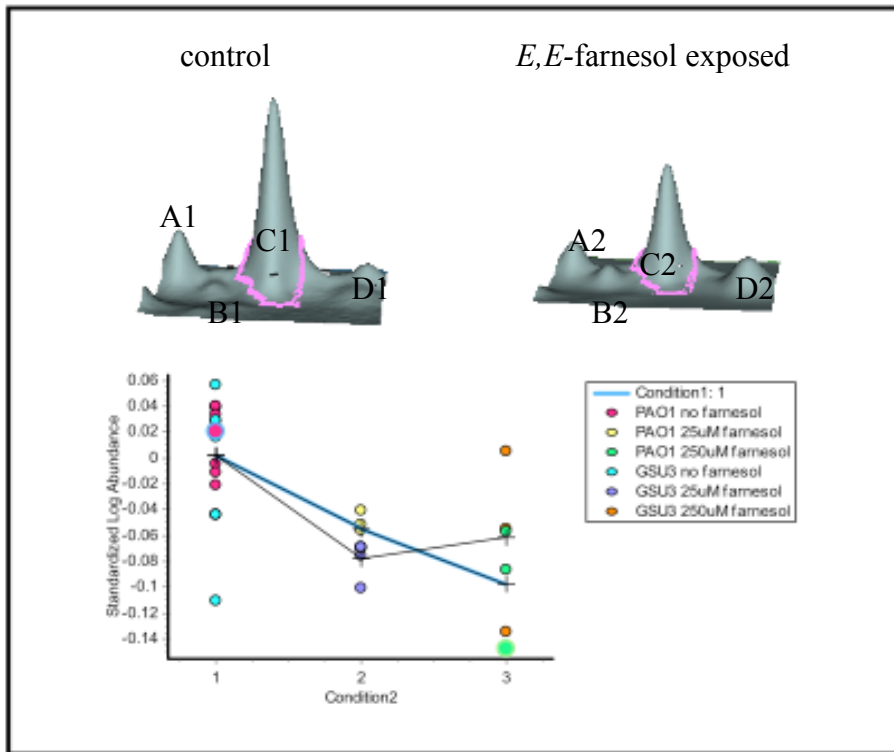 control
E,E-farnesol exposed
A1
C1
B1
D1
A2
C2
B2
D2
0.06
0.04
0.02
0
-0.02
-0.04
-0.06
-0.08
-0.1
-0.12
-0.14
Standardized Log Abundance
1
2
3
Condition2
Condition1: 1
PAO1 no farnesol
PAO1 25uM farnesol
PAO1 250uM farnesol
GSU3 no farnesol
GSU3 25uM farnesol
GSU3 250uM farnesol